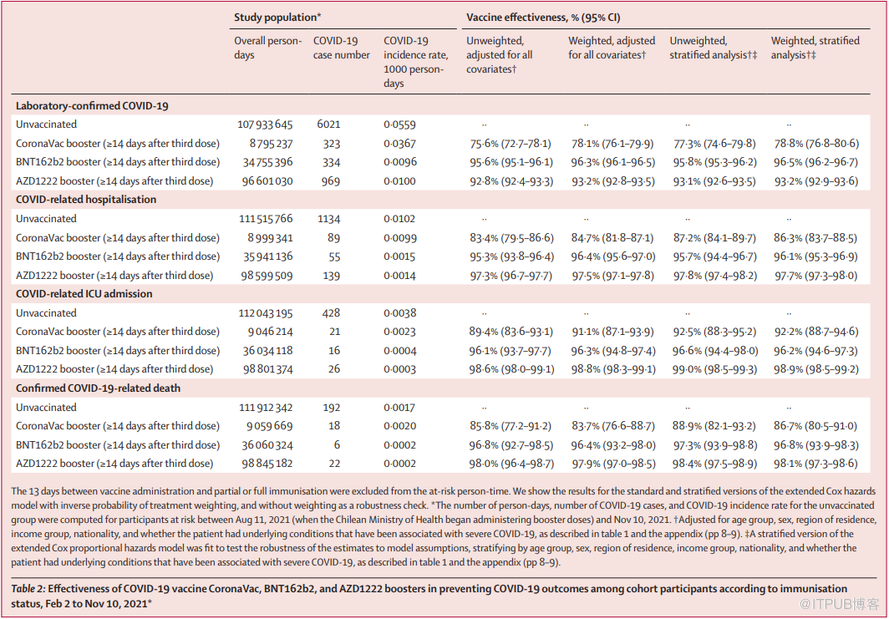 Study population* Vaccine effectiveness, % (95% CI)
Overall person- COVID-19 COVID-19 Unweighted, Weighted, adjusted Unweighted, Weighted, stratified
days case number incidence rate, adjusted for all for all covariates† stratified analysis†‡ analysis†‡
1000 person- covariates†
days
Laboratory-confirmed COVID-19
Unvaccinated 107 933 645 6021 0·0559 ·· ·· ·· ··
CoronaVac booster (≥14 days after third dose) 8 795 237 323 0·0367 75·6% (72·7–78·1) 78·1% (76·1–79·9) 77·3% (74·6–79·8) 78·8% (76·8–80·6)
BNT162b2 booster (≥14 days after third dose) 34 755 396 334 0·0096 95·6% (95·1–96·1) 96·3% (96·1–96·5) 95·8% (95·3–96·2) 96·5% (96·2–96·7)
AZD1222 booster (≥14 days after third dose) 96 601 030 969 0·0100 92·8% (92·4–93·3) 93·2% (92·8–93·5) 93·1% (92·6–93·5) 93·2% (92·9–93·6)
COVID-related hospitalisation
Unvaccinated 111 515 766 1134 0·0102 ·· ·· ·· ··
CoronaVac booster (≥14 days after third dose) 8 999 341 89 0·0099 83·4% (79·5–86·6) 84·7% (81·8–87·1) 87·2% (84·1–89·7) 86·3% (83·7–88·5)
BNT162b2 booster (≥14 days after third dose) 35 941 136 55 0·0015 95·3% (93·8–96·4) 96·4% (95·6–97·0) 95·7% (94·4–96·7) 96·1% (95·3–96·9)
AZD1222 booster (≥14 days after third dose) 98 599 509 139 0·0014 97·3% (96·7–97·7) 97·5% (97·1–97·8) 97·8% (97·4–98·2) 97·7% (97·3–98·0)
COVID-related ICU admission
Unvaccinated 112 043 195 428 0·0038 ·· ·· ·· ··
CoronaVac booster (≥14 days after third dose) 9 046 214 21 0·0023 89·4% (83·6–93·1) 91·1% (87·1–93·9) 92·5% (88·3–95·2) 92·2% (88·7–94·6)
BNT162b2 booster (≥14 days after third dose) 36 034 118 16 0·0004 96·1% (93·7–97·7) 96·3% (94·8–97·4) 96·6% (94·4–98·0) 96·2% (94·6–97·3)
AZD1222 booster (≥14 days after third dose) 98 801 374 26 0·0003 98·6% (98·0–99·1) 98·8% (98·3–99·1) 99·0% (98·5–99·3) 98·9% (98·5–99·2)
Confirmed COVID-19-related death
Unvaccinated 111 912 342 192 0·0017 ·· ·· ·· ··
CoronaVac booster (≥14 days after third dose) 9 059 669 18 0·0020 85·8% (77·2–91·2) 83·7% (76·6–88·7) 88·9% (82·1–93·2) 86·7% (80·5–91·0)
BNT162b2 booster (≥14 days after third dose) 36 060 324 6 0·0002 96·8% (92·7–98·5) 96·4% (93·2–98·0) 97·3% (93·9–98·8) 96·8% (93·9–98·3)
AZD1222 booster (≥14 days after third dose) 98 845 182 22 0·0002 98·0% (96·4–98·7) 97·9% (97·0–98·5) 98·4% (97·5–98·9) 98·1% (97·3–98·6)
The 13 days between vaccine administration and partial or full immunisation were excluded from the at-risk person-time. We show the results for the standard and stratified versions of the extended Cox hazards
model with inverse probability of treatment weighting, and without weighting as a robustness check. *The number of person-days, number of COVID-19 cases, and COVID-19 incidence rate for the unvaccinated
group were computed for participants at risk between Aug 11, 2021 (when the Chilean Ministry of Health began administering booster doses) and Nov 10, 2021. †Adjusted for age group, sex, region of residence,
income group, nationality, and whether the patient had underlying conditions that have been associated with severe COVID-19, as described in table 1 and the appendix (pp 8–9). ‡A stratified version of the
extended Cox proportional hazards model was fit to test the robustness of the estimates to model assumptions, stratifying by age group, sex, region of residence, income group, nationality, and whether the
patient had underlying conditions that have been associated with severe COVID-19, as described in table 1 and the appendix (pp 8–9).
Table 2: Effectiveness of COVID-19 vaccine CoronaVac, BNT162b2, and AZD1222 boosters in preventing COVID-19 outcomes among cohort participants according to immunisation
status, Feb 2 to Nov 10, 2021*
@ITPUB博客